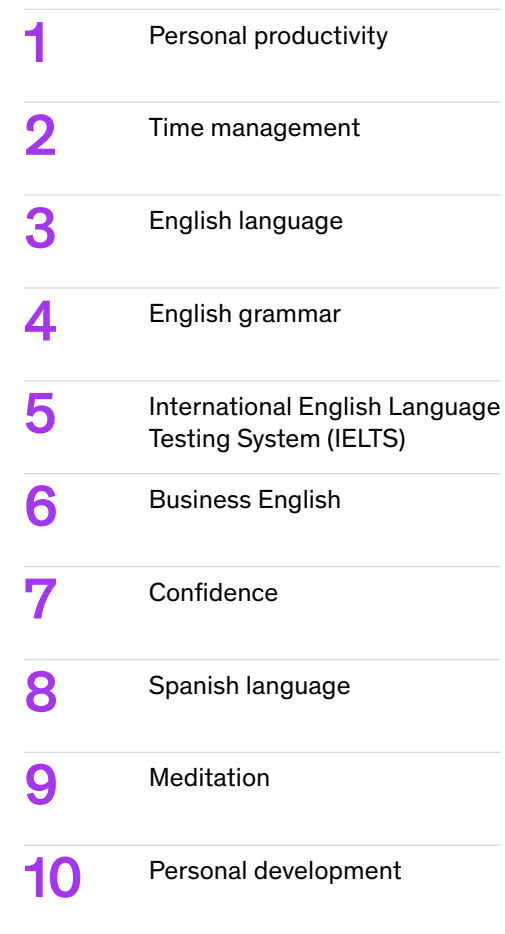 1 Personal productivity
2 Time management
3 English language
4 English grammar
5 International English Language
Testing System (IELTS)
6 Business English
7 Confidence
8 Spanish language
9 Meditation
10 Personal development